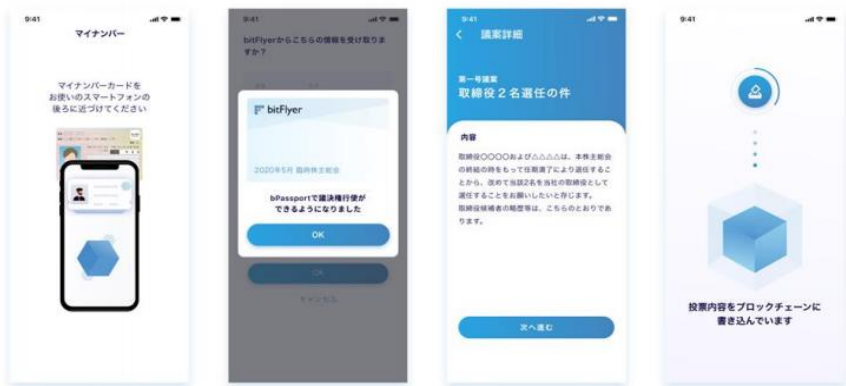 9:41
マイナンバー
マイナンバーカードを
お使いのスマートフォンの
後ろに近づけてください
9:41
bitFlyerからこちらの情報を受け取りま
すか？
bitFlyer
2020年5月 臨時株主総会
bPassportで議決権行使が
できるようになりました
OK
OK
キャンセル
9:41
議案詳細
第一号議案
取締役2名選任の件
内容
取締役〇〇〇〇および△△△△は、本株主総会
の終結の時をもって任期満了により退任するこ
とから、改めて当該2名を当社の取締役として
選任することをお願いしたいと存じます。
取締役候補者の略歴等は、こちらのとおりであ
ります。
次へ進む
9:41
投票内容をブロックチェーンに
書き込んでいます